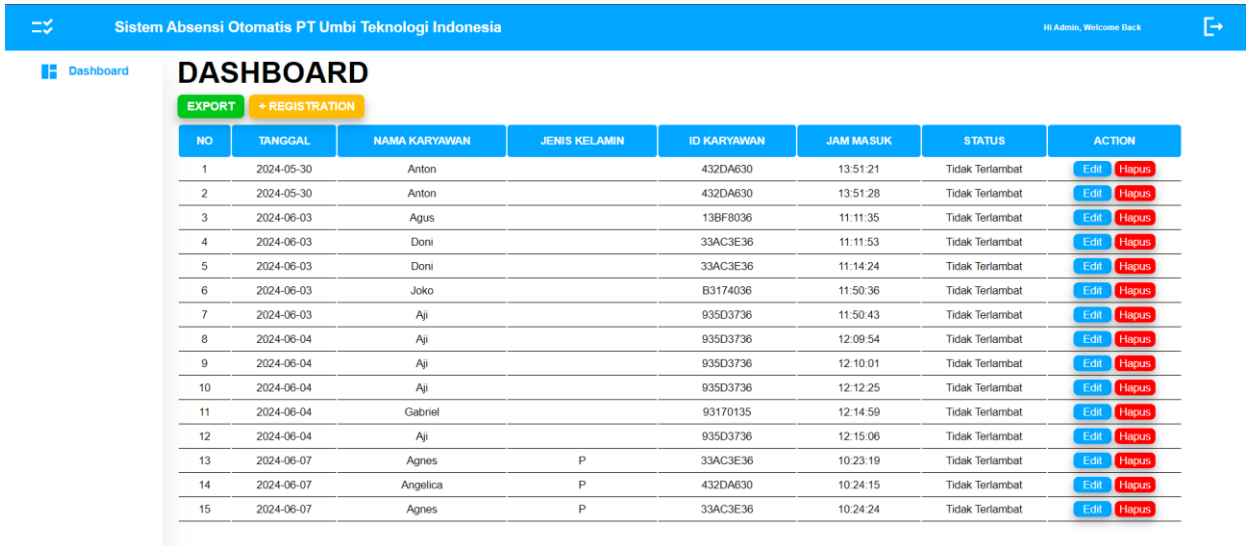 Sistem Absensi Otomatis PT Umbi Teknologi Indonesia Hi Admin, Welcome Back
Dashboard
DASHBOARD
EXPORT + REGISTRATION
NO TANGGAL NAMA KARYAWAN JENIS KELAMIN ID KARYAWAN JAM MASUK STATUS ACTION
1 2024-05-30 Anton 432DA630 13:51:21 Tidak Terlambat Edit Hapus
2 2024-05-30 Anton 432DA630 13:51:28 Tidak Terlambat Edit Hapus
3 2024-06-03 Agus 13BF8036 11:11:35 Tidak Terlambat Edit Hapus
4 2024-06-03 Doni 33AC3E36 11:11:53 Tidak Terlambat Edit Hapus
5 2024-06-03 Doni 33AC3E36 11:14:24 Tidak Terlambat Edit Hapus
6 2024-06-03 Joko B3174036 11:50:36 Tidak Terlambat Edit Hapus
7 2024-06-03 Aji 935D3736 11:50:43 Tidak Terlambat Edit Hapus
8 2024-06-04 Aji 935D3736 12:09:54 Tidak Terlambat Edit Hapus
9 2024-06-04 Aji 935D3736 12:10:01 Tidak Terlambat Edit Hapus
10 2024-06-04 Aji 935D3736 12:12:25 Tidak Terlambat Edit Hapus
11 2024-06-04 Gabriel 93170135 12:14:59 Tidak Terlambat Edit Hapus
12 2024-06-04 Aji 935D3736 12:15:06 Tidak Terlambat Edit Hapus
13 2024-06-07 Agnes P 33AC3E36 10:23:19 Tidak Terlambat Edit Hapus
14 2024-06-07 Angelica P 432DA630 10:24:15 Tidak Terlambat Edit Hapus
15 2024-06-07 Agnes P 33AC3E36 10:24:24 Tidak Terlambat Edit Hapus